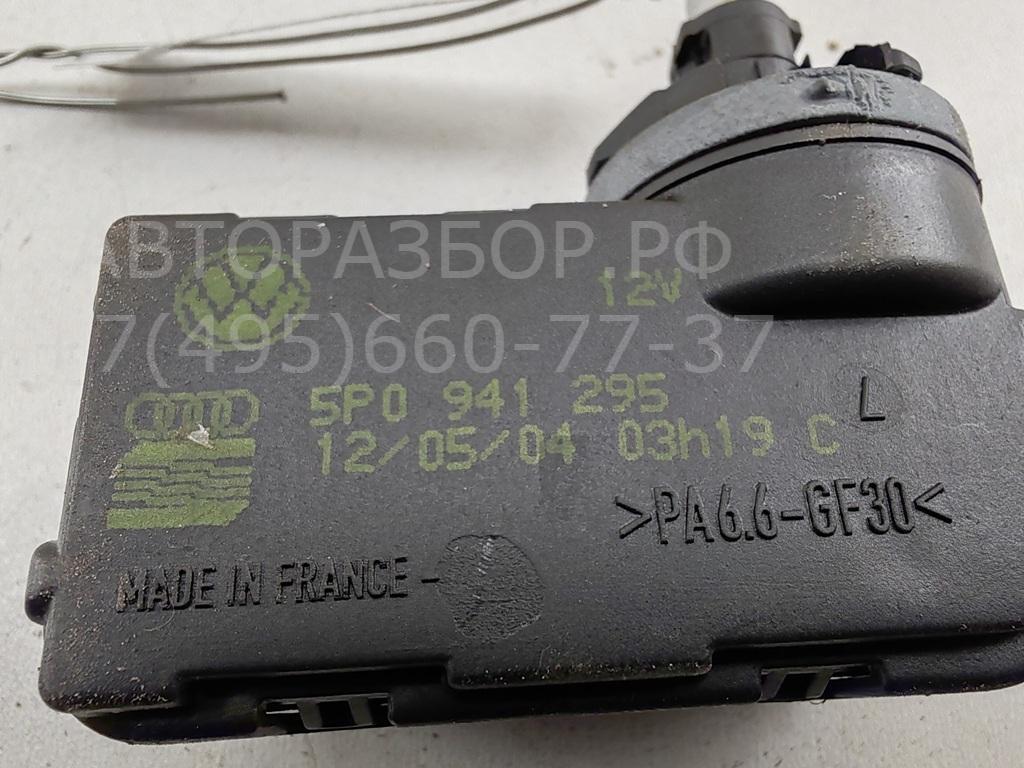 АВТОРАЗБОР РФ
12V
+7(495)660-77-37
5P0 941 295
L
12/05/04 03h19 C
>PA6.6-GF30<
MADE IN FRANCE-